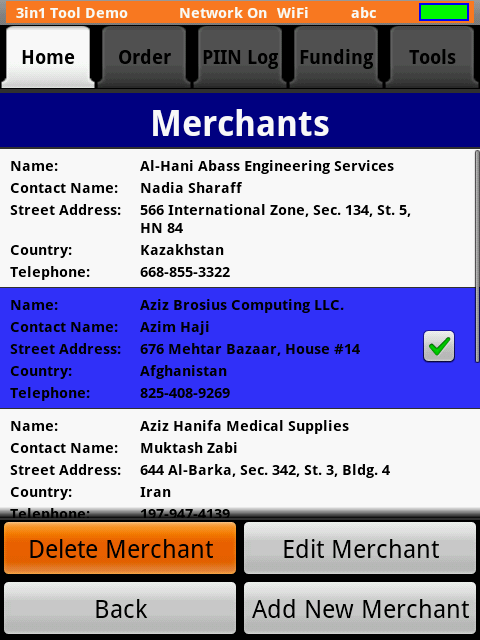 3in1 Tool Demo Network On WiFi abc
Home Order PIIN Log Funding Tools
Merchants
Name: Al-Hani Abass Engineering Services
Contact Name: Nadia Sharaff
Street Address: 566 International Zone, Sec. 134, St. 5,
HN 84
Country: Kazakhstan
Telephone: 668-855-3322
Name: Aziz Brosius Computing LLC.
Contact Name: Azim Haji
Street Address: 676 Mehtar Bazaar, House #14
Country: Afghanistan
Telephone: 825-408-9269
Name: Aziz Hanifa Medical Supplies
Contact Name: Muktash Zabi
Street Address: 644 Al-Barka, Sec. 342, St. 3, Bldg. 4
Country: Iran
Telephone: 197-947-4139
Delete Merchant Edit Merchant
Back Add New Merchant